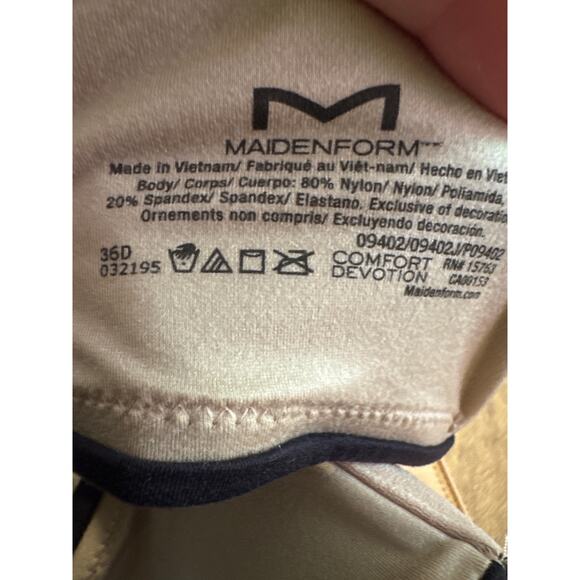 MAIDENFORM™
Made in Vietnam/ Fabriqué au Viêt-nam/ Hecho en Viet
Body/ Corps/ Cuerpo: 80% Nylon/ Nylon/ Poliamida,
20% Spandex/ Spandex/ Elastano. Exclusive of decoratio
Ornements non compris/ Excluyendo decoración.
09402/09402J/P09402
36D
032195
COMFORT
DEVOTION
RN# 15763
CA00153
Maidenform.com